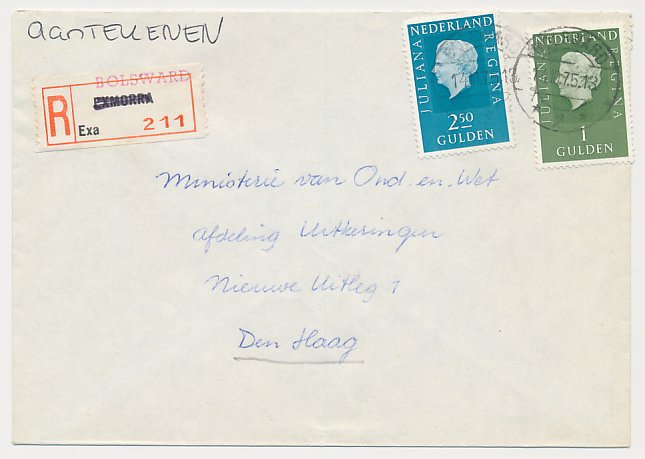 aanTEKENEN
BOLSWARD
EXMORRA
R
Exa 211
NEDERLAND
JULIANA
REGINA
2 50
GULDEN
NEDERLAND
JULIANA
REGINA
1
GULDEN
Ministerie van Ond. en. Wet
Afdeling Uitkeringen
Nieuwe Uitleg 1
Den Haag